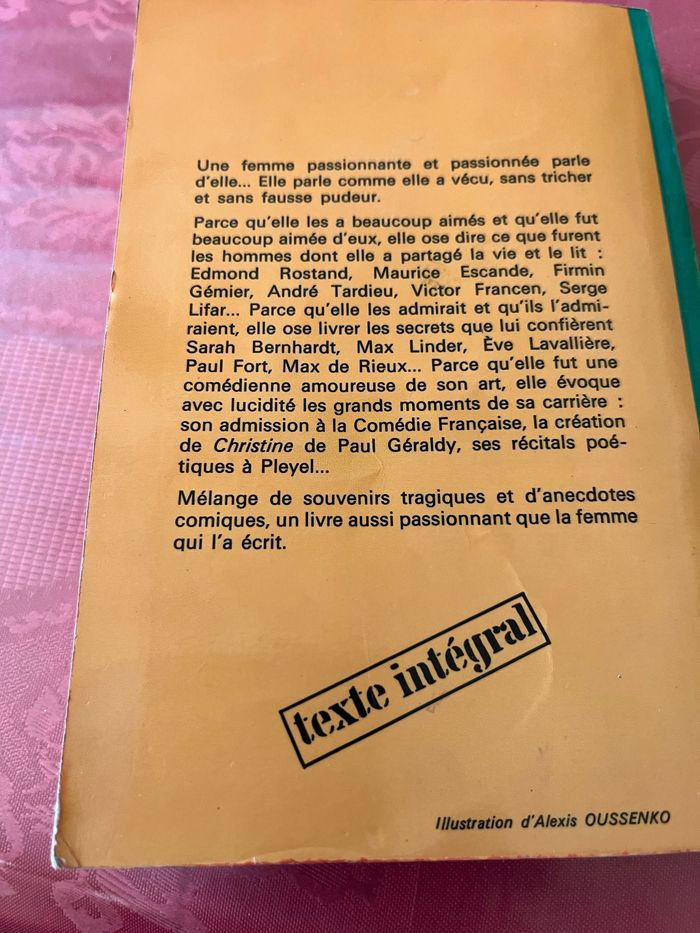 Une femme passionnante et passionnée parle
d'elle... Elle parle comme elle a vécu, sans tricher
et sans fausse pudeur.
Parce qu'elle les a beaucoup aimés et qu'elle fut
beaucoup aimée d'eux, elle ose dire ce que furent
les hommes dont elle a partagé la vie et le lit :
Edmond Rostand, Maurice Escande, Firmin
Gémier, André Tardieu, Victor Francen, Serge
Lifar... Parce qu'elle les admirait et qu'ils l'admi-
raient, elle ose livrer les secrets que lui confièrent
Sarah Bernhardt, Max Linder, Ève Lavallière,
Paul Fort, Max de Rieux... Parce qu'elle fut une
comédienne amoureuse de son art, elle évoque
avec lucidité les grands moments de sa carrière :
son admission à la Comédie Française, la création
de Christine de Paul Géraldy, ses récitals poé-
tiques à Pleyel...
Mélange de souvenirs tragiques et d'anecdotes
comiques, un livre aussi passionnant que la femme
qui l'a écrit.
texte intégral
Illustration d'Alexis OUSSENKO